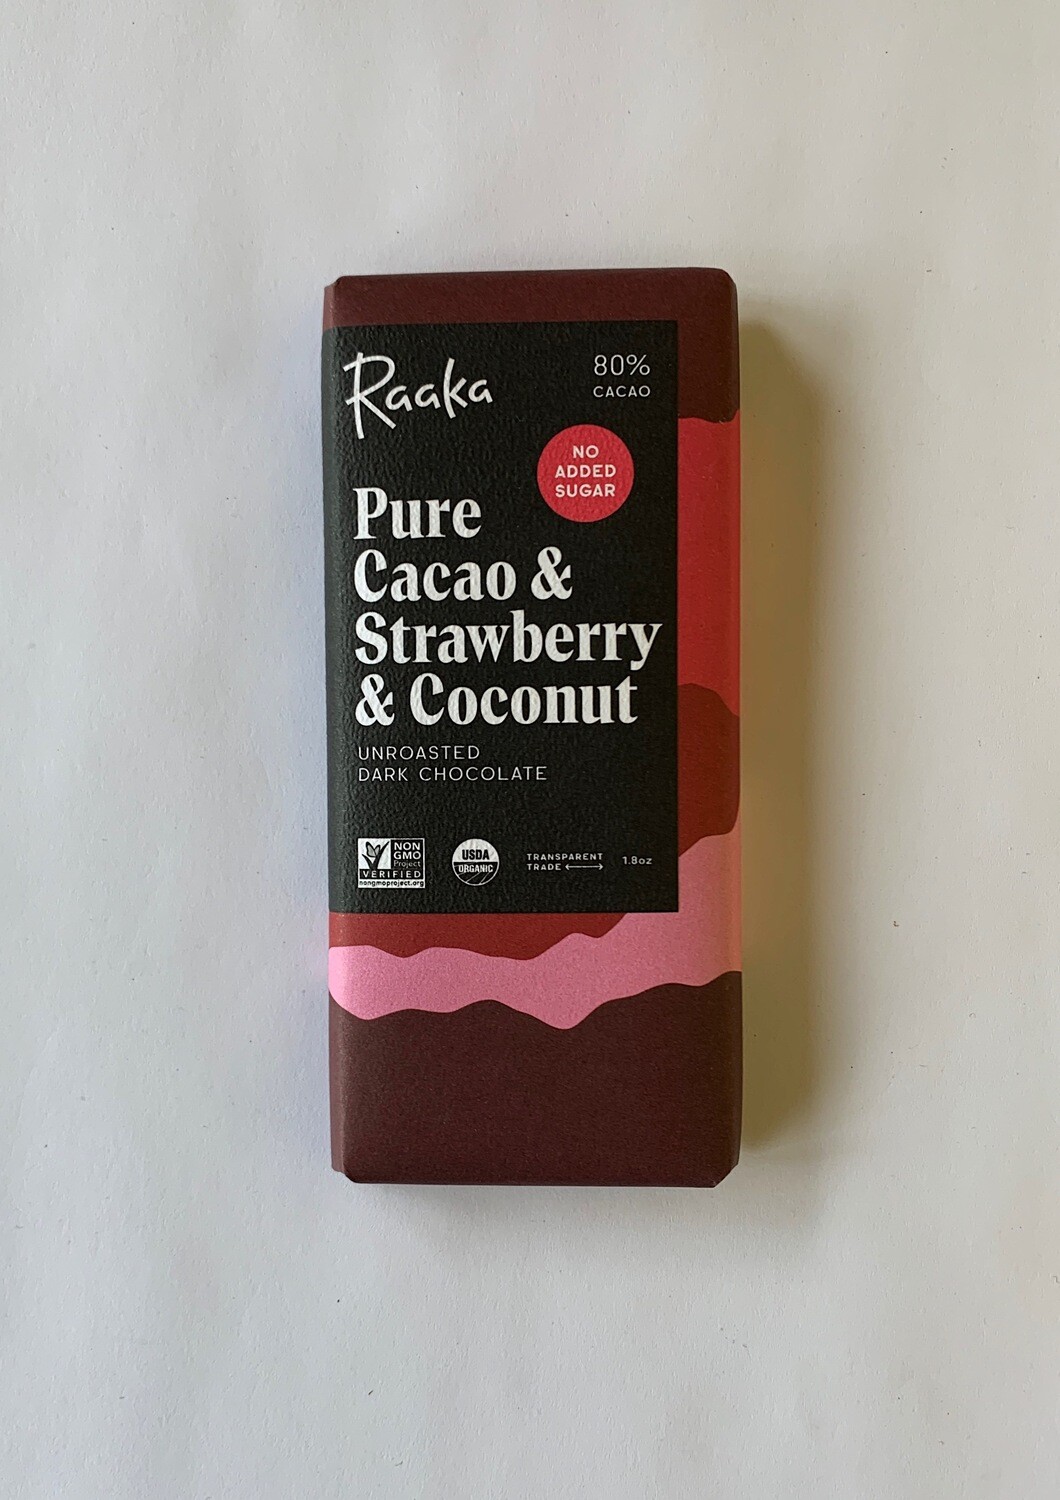 Raaka
80%
CACAO
NO
ADDED
SUGAR
Pure
Cacao &
Strawberry
& Coconut
UNROASTED
DARK CHOCOLATE
NON
GMO
Project
VERIFIED
nongmoproject.org
USDA
ORGANIC
TRANSPARENT
TRADE
1.8oz